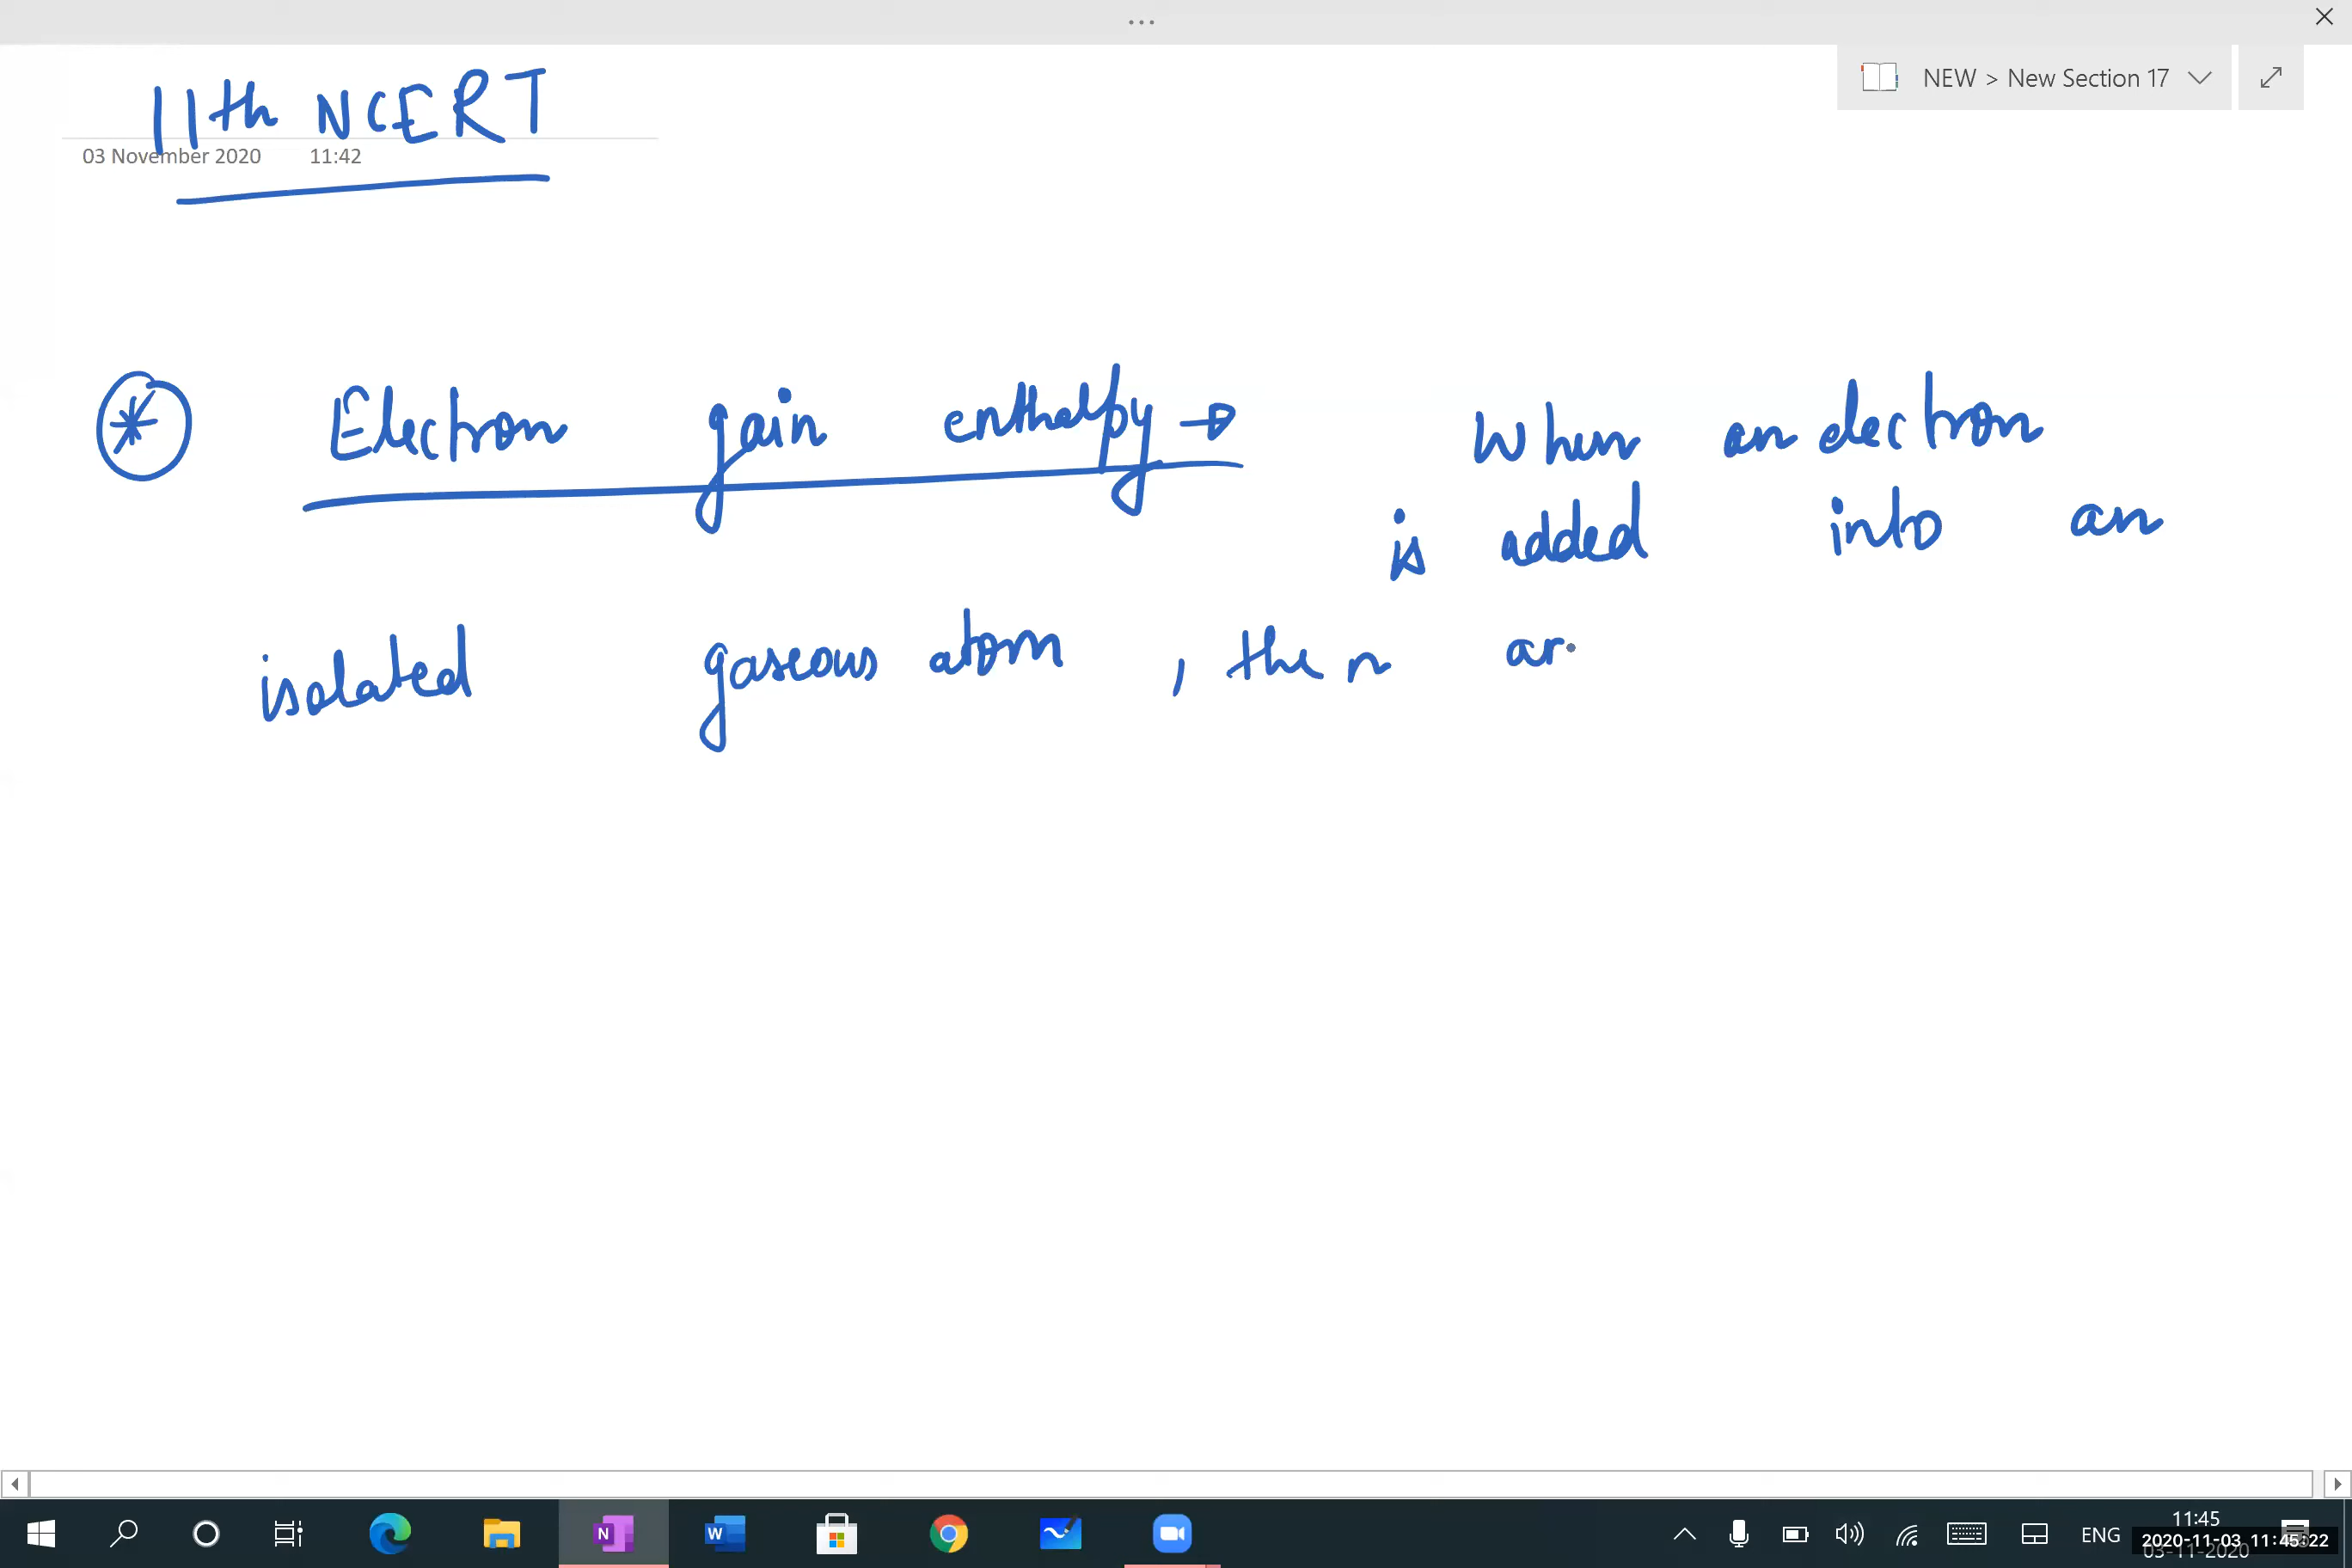 ...
NEW > New Section 17
11th NCERT
03 November 2020 11:42
Electron gain enthalpy → When an electron
is added into an
isolated gaseous atom, then ar
ENG
11:45
03-11-2020
2020-11-03 11:45:22